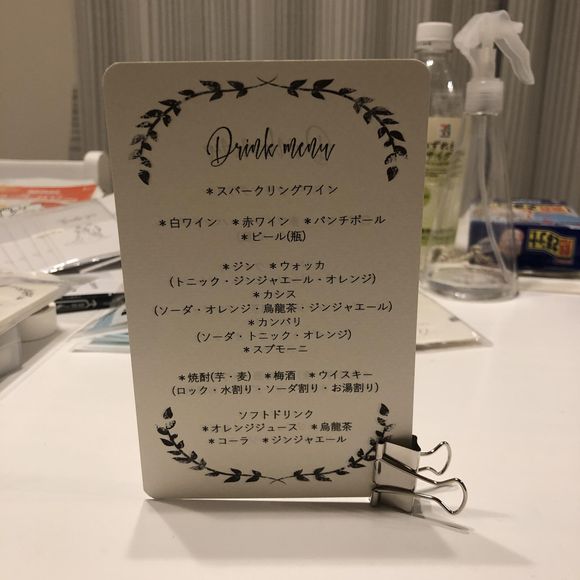 Drink menu
＊スパークリングワイン
＊白ワイン ＊赤ワイン ＊パンチボール
＊ビール(瓶)
＊ジン ＊ウォッカ
(トニック・ジンジャエール・オレンジ)
＊カシス
(ソーダ・オレンジ・烏龍茶・ジンジャエール)
＊カンパリ
(ソーダ・トニック・オレンジ)
＊スプモーニ
＊焼酎(芋・麦) ＊梅酒 ＊ウイスキー
(ロック・水割り・ソーダ割り・お湯割り)
ソフトドリンク
＊オレンジジュース ＊烏龍茶
＊コーラ ＊ジンジャエール